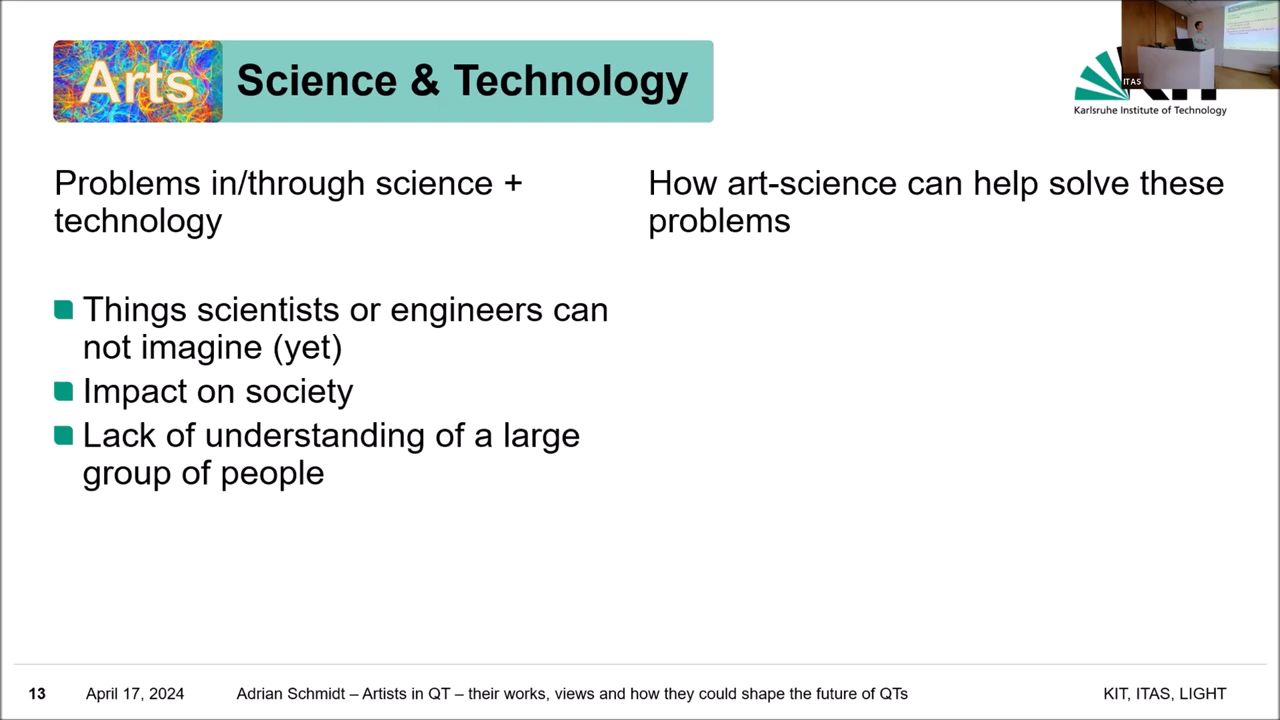 Arts Science & Technology
ITAS
Karlsruhe Institute of Technology
Problems in/through science +
technology
How art-science can help solve these
problems
Things scientists or engineers can
not imagine (yet)
Impact on society
Lack of understanding of a large
group of people
13 April 17, 2024 Adrian Schmidt – Artists in QT – their works, views and how they could shape the future of QTs KIT, ITAS, LIGHT